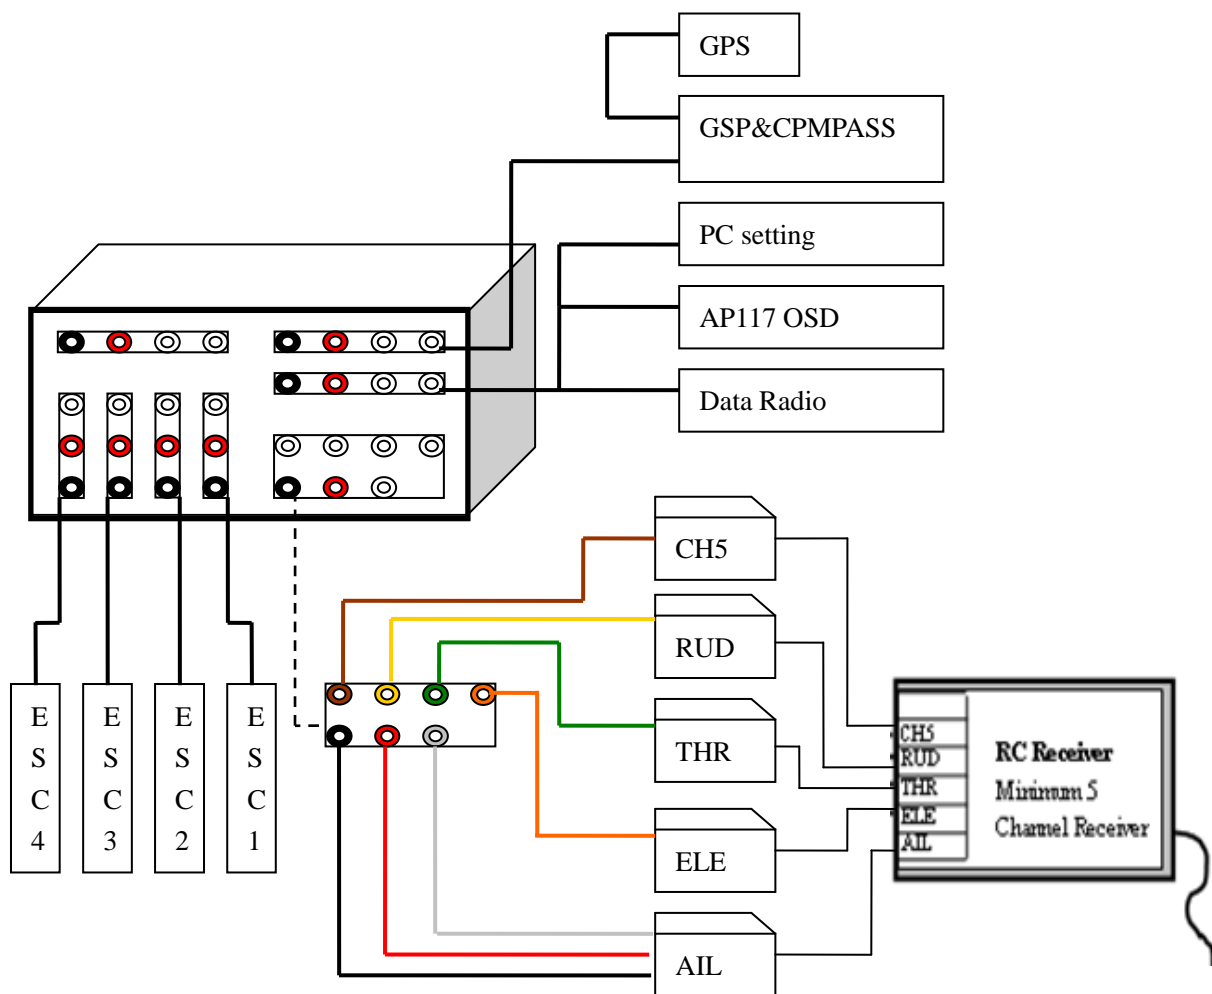 GPS
GSP&CPMPASS
PC setting
AP117 OSD
Data Radio
CH5
RUD
THR
ELE
AIL
E
S
C
4
E
S
C
3
E
S
C
2
E
S
C
1
CH5
RUD
THR
ELE
AIL
RC Receiver
Minimum 5
Channel Receiver